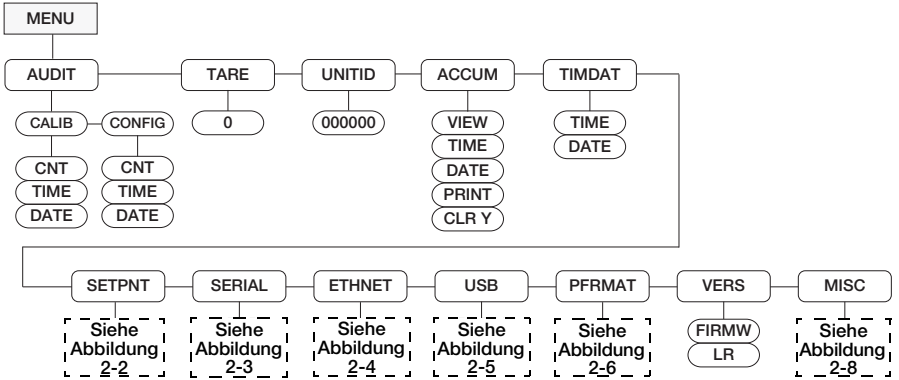 MENU
AUDIT TARE UNITID ACCUM TIMDAT
CALIB CONFIG 0 000000 VIEW TIME
CNT CNT TIME DATE
TIME TIME DATE
DATE DATE PRINT
CLR Y
SETPNT SERIAL ETHNET USB PFRMAT VERS MISC
Siehe Abbildung 2-2
Siehe Abbildung 2-3
Siehe Abbildung 2-4
Siehe Abbildung 2-5
Siehe Abbildung 2-6
FIRMW
LR
Siehe Abbildung 2-8